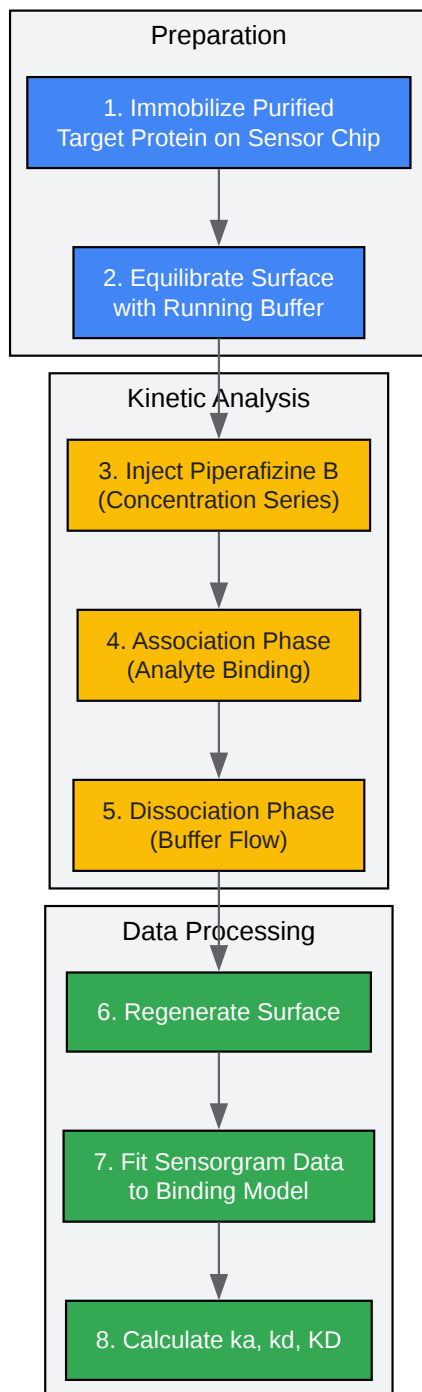 Preparation
1. Immobilize Purified
Target Protein on Sensor Chip
2. Equilibrate Surface
with Running Buffer
Kinetic Analysis
3. Inject Piperafizine B
(Concentration Series)
4. Association Phase
(Analyte Binding)
5. Dissociation Phase
(Buffer Flow)
Data Processing
6. Regenerate Surface
7. Fit Sensorgram Data
to Binding Model
8. Calculate ka, kd, KD